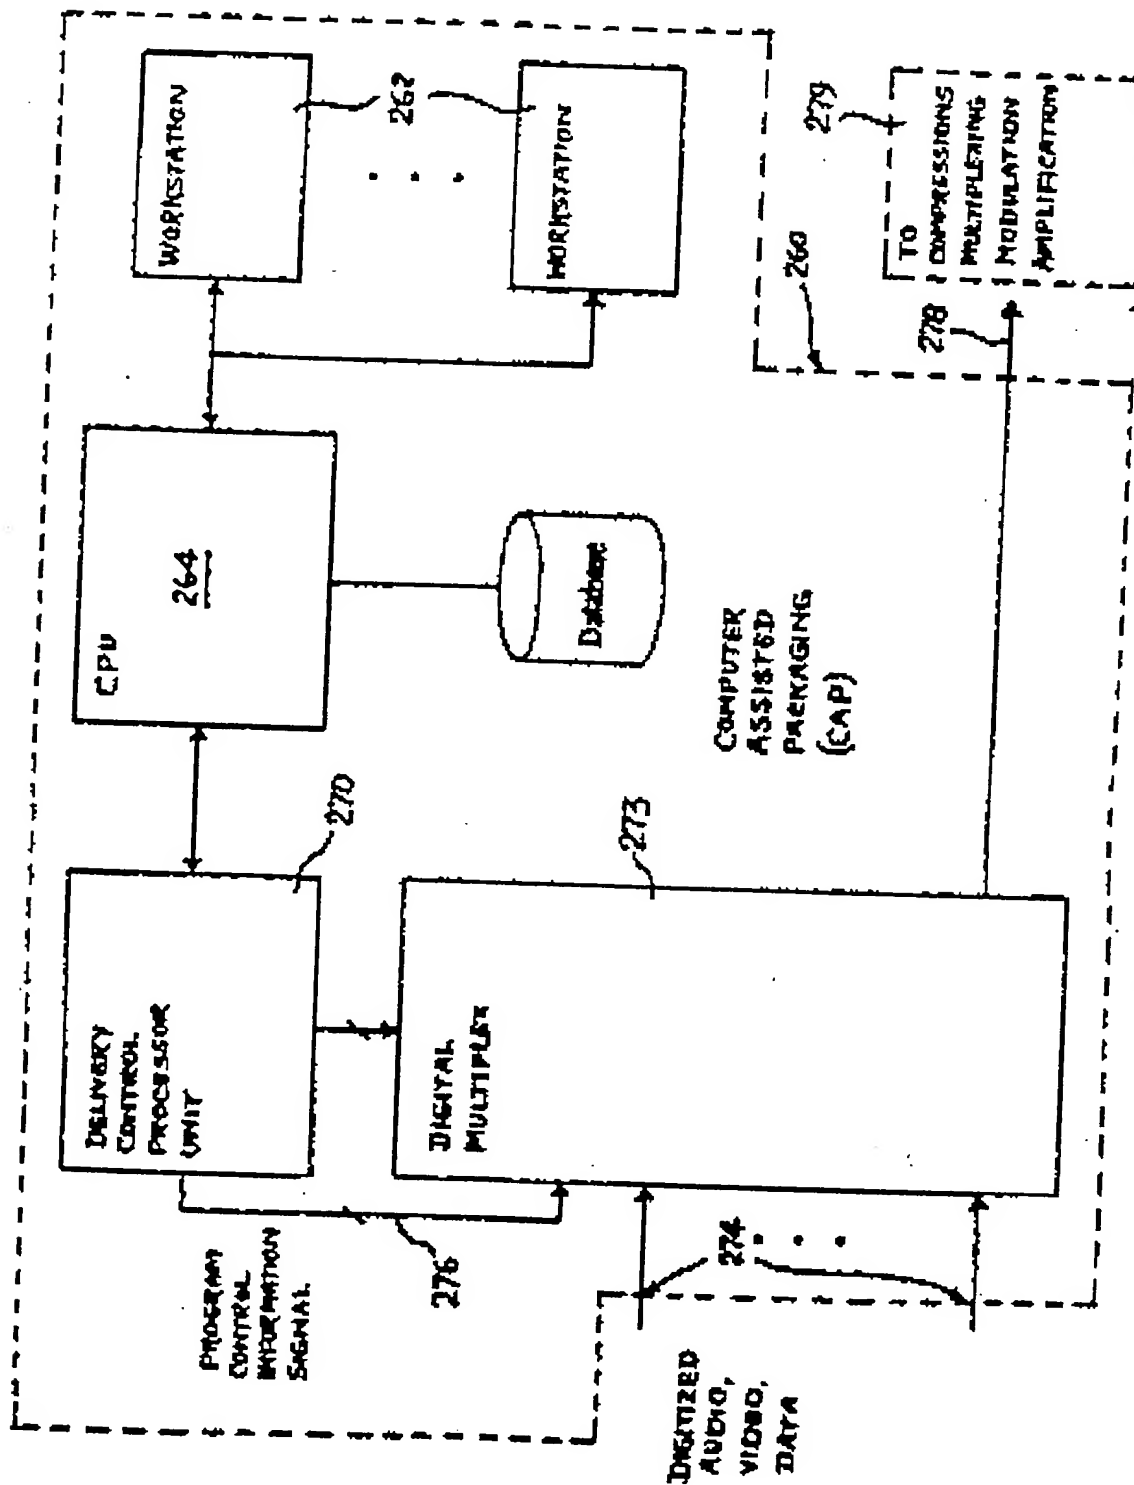 DELIVERY
CONTROL
PROCESSOR
UNIT
270
CPU
264
WORKSTATION
262
WORKSTATION
PROGRAM
CONTROL
INFORMATION
SIGNAL
276
DIGITAL
MULTIPLEX
273
Database
COMPUTER
ASSISTED
PACKAGING
(CAP)
260
279
TO
COMPRESSIONS
MULTIPLEXING
MODULATION
AMPLIFICATION
278
274
DIGITIZED
AUDIO,
VIDEO,
DATA